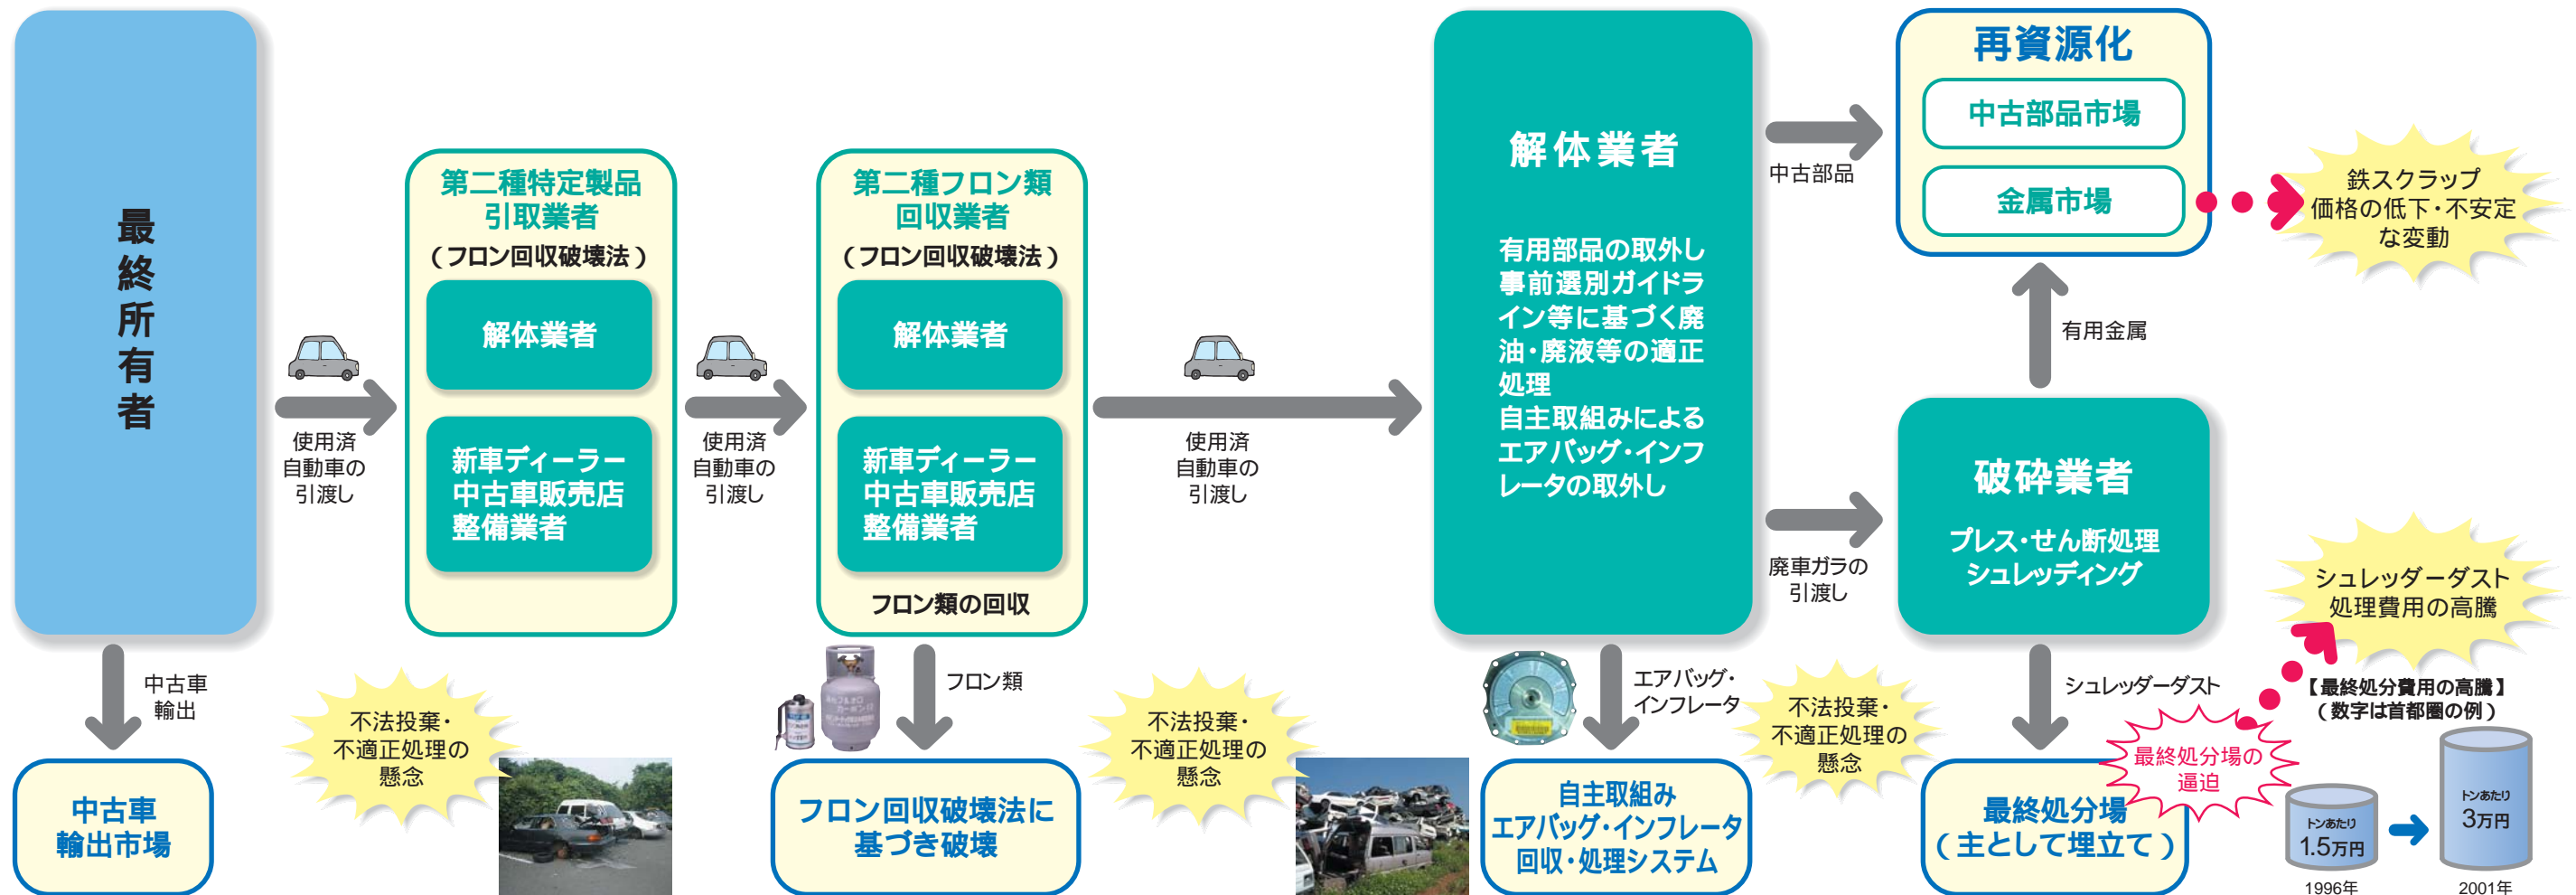 最終所有者
使用済
自動車の
引渡し
中古車
輸出
中古車
輸出市場
第二種特定製品
引取業者
（フロン回収破壊法）
解体業者
新車ディーラー
中古車販売店
整備業者
不法投棄・
不適正処理の
懸念
使用済
自動車の
引渡し
第二種フロン類
回収業者
（フロン回収破壊法）
解体業者
新車ディーラー
中古車販売店
整備業者
フロン類の回収
フロン類
フロン回収破壊法に
基づき破壊
使用済
自動車の
引渡し
不法投棄・
不適正処理の
懸念
解体業者
有用部品の取外し
事前選別ガイドラ
イン等に基づく廃
油・廃液等の適正
処理
自主取組みによる
エアバッグ・インフ
レータの取外し
エアバッグ・
インフレータ
自主取組み
エアバッグ・インフレータ
回収・処理システム
不法投棄・
不適正処理の
懸念
中古部品
廃車ガラの
引渡し
再資源化
中古部品市場
金属市場
鉄スクラップ
価格の低下・不安定
な変動
有用金属
破砕業者
プレス・せん断処理
シュレッディング
シュレッダーダスト
シュレッダーダスト
処理費用の高騰
最終処分場の
逼迫
最終処分場
（主として埋立て）
【最終処分費用の高騰】
（数字は首都圏の例）
トンあたり
1.5万円
1996年
トンあたり
3万円
2001年